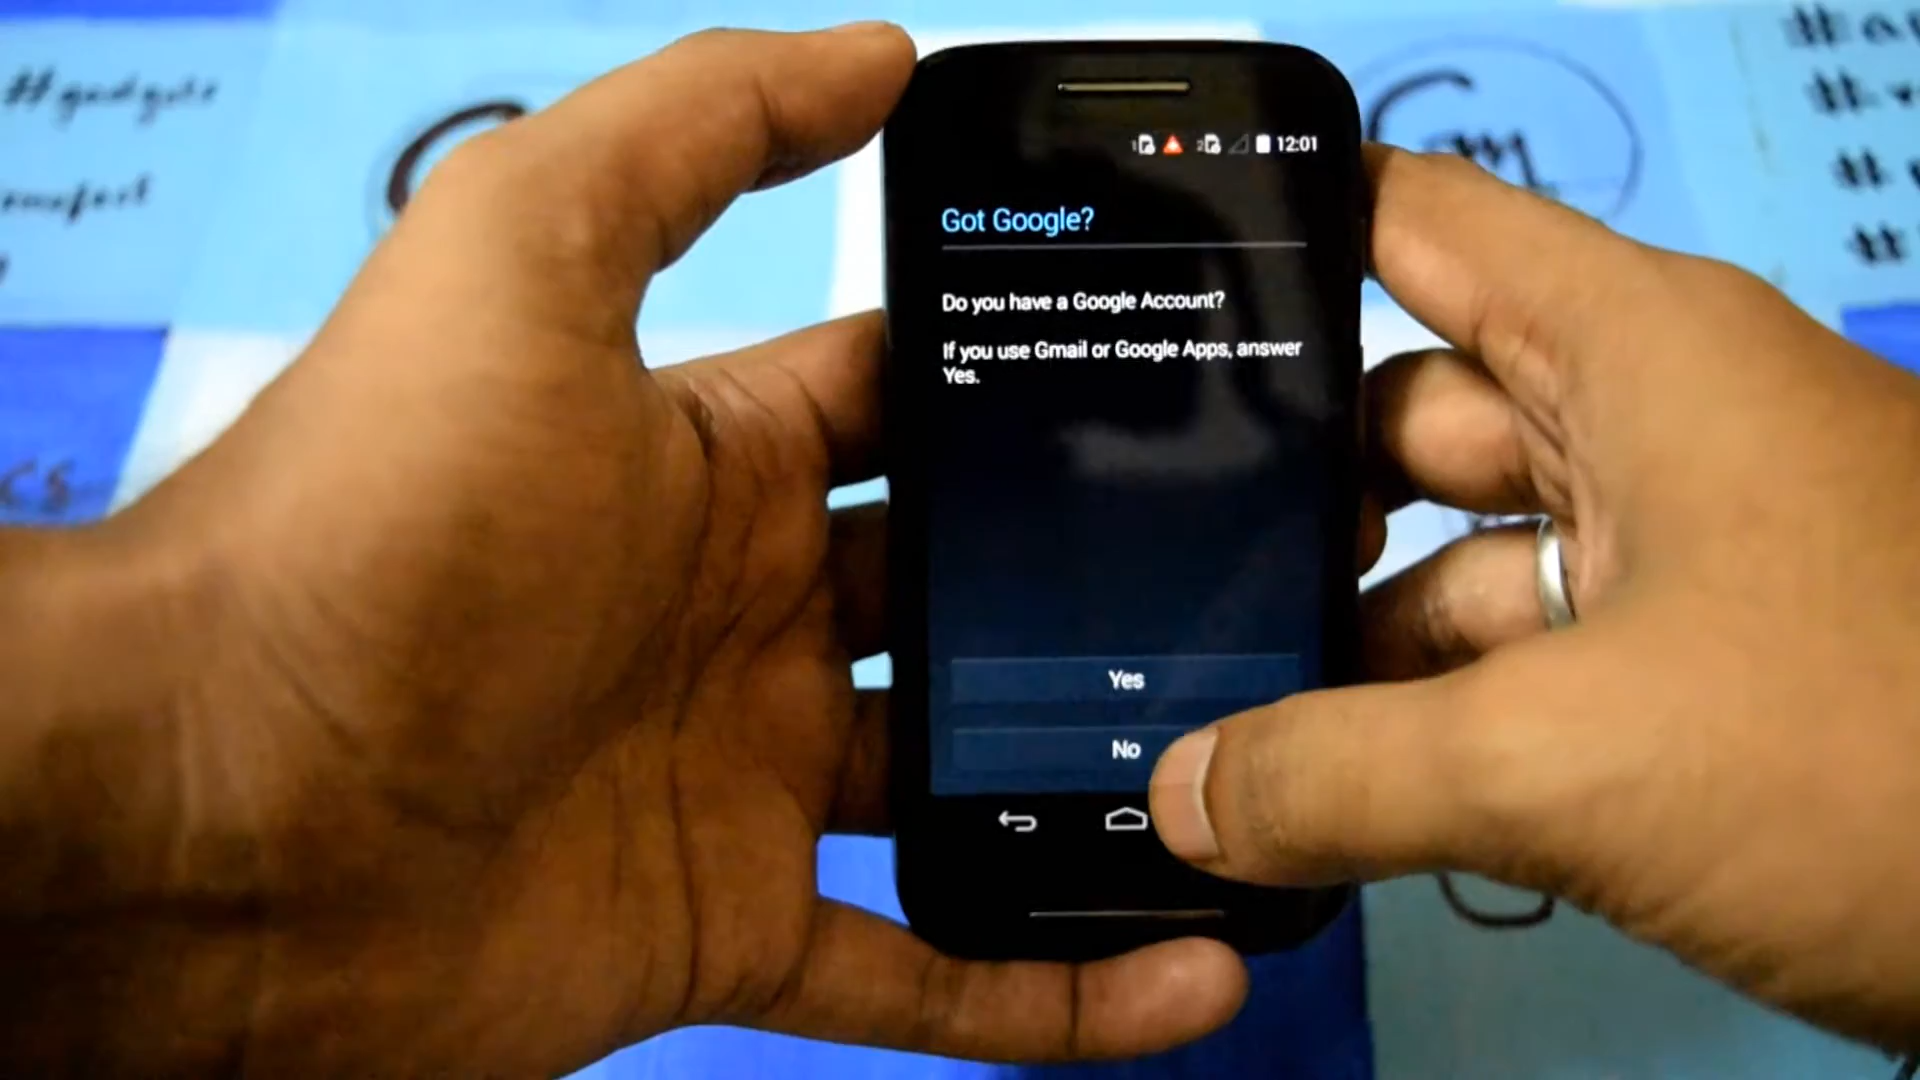 #gadgets
12:01
Got Google?
Do you have a Google Account?
If you use Gmail or Google Apps, answer
Yes.
Yes
No